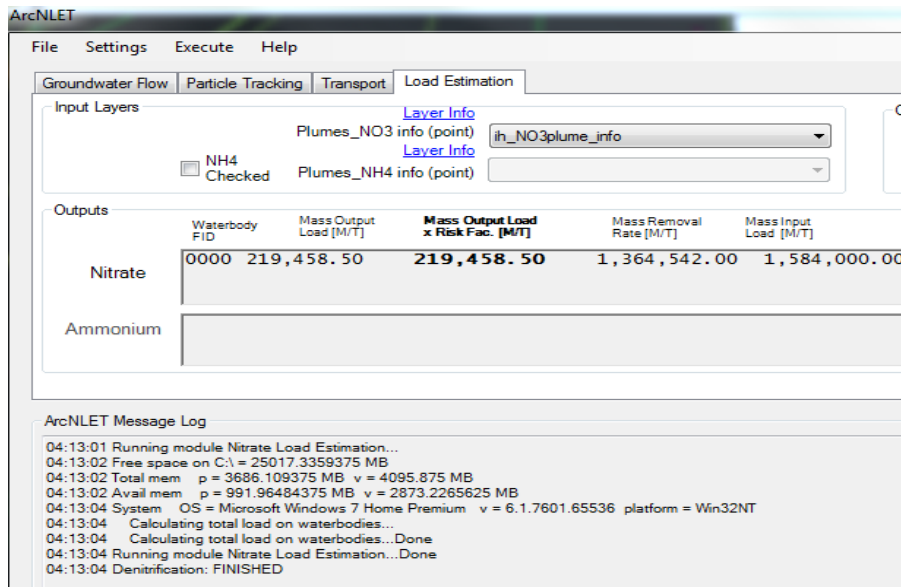 ArcNLET
File Settings Execute Help
Groundwater Flow Particle Tracking Transport Load Estimation
Input Layers
Layer Info
Plumes_NO3 info (point) ih_NO3plume_info
Layer Info
NH4 Checked Plumes_NH4 info (point)
Outputs
Waterbody FID Mass Output Load [M/T] Mass Output Load x Risk Fac. [M/T] Mass Removal Rate [M/T] Mass Input Load [M/T]
Nitrate 0000 219,458.50 219,458.50 1,364,542.00 1,584,000.00
Ammonium
ArcNLET Message Log
04:13:01 Running module Nitrate Load Estimation...
04:13:02 Free space on C:\ = 25017.3359375 MB
04:13:02 Total mem p = 3686.109375 MB v = 4095.875 MB
04:13:02 Avail mem p = 991.96484375 MB v = 2873.2265625 MB
04:13:04 System OS = Microsoft Windows 7 Home Premium v = 6.1.7601.65536 platform = Win32NT
04:13:04 Calculating total load on waterbodies...
04:13:04 Calculating total load on waterbodies...Done
04:13:04 Running module Nitrate Load Estimation...Done
04:13:04 Denitrification: FINISHED